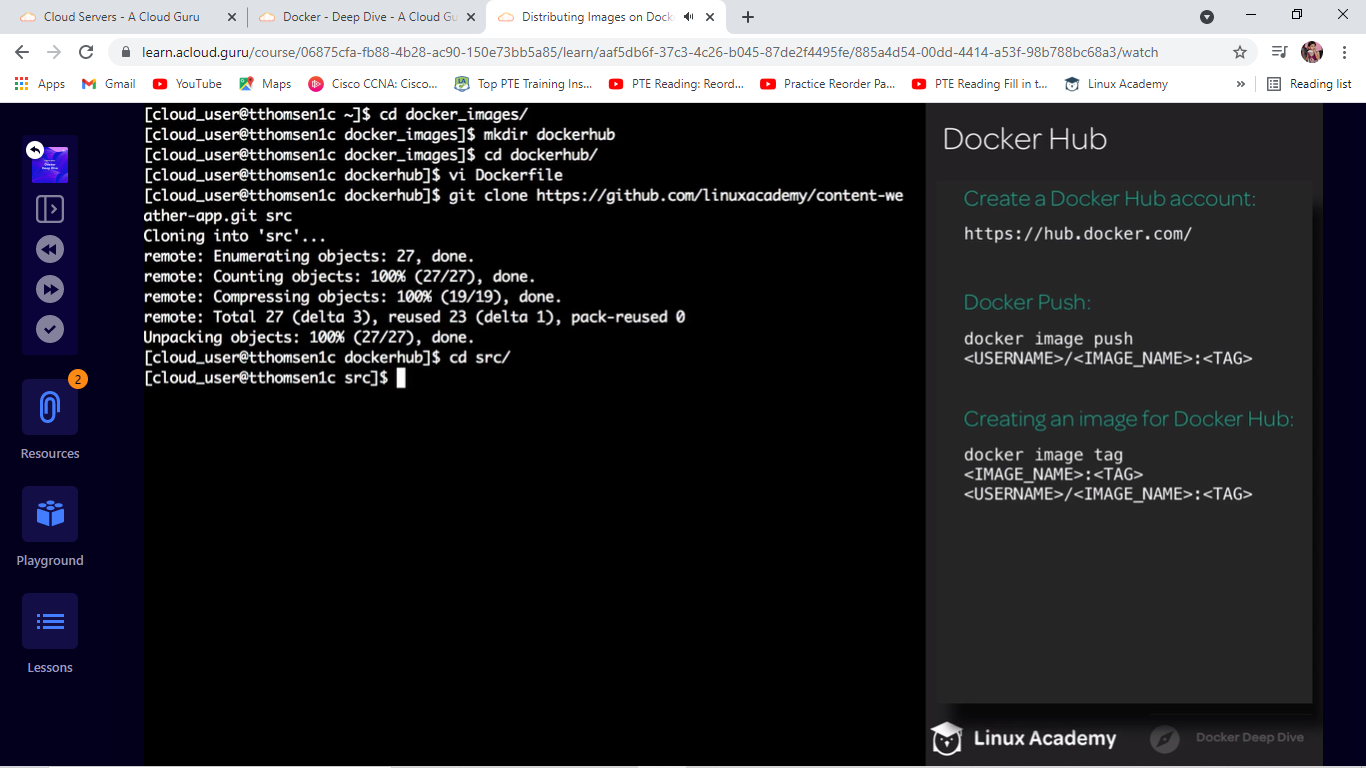 Cloud Servers - A Cloud Guru
Docker - Deep Dive - A Cloud Gu
Distributing Images on Dock
learn.acloud.guru/course/06875cfa-fb88-4b28-ac90-150e73bb5a85/learn/aaf5db6f-37c3-4c26-b045-87de2f4495fe/885a4d54-00dd-4414-a53f-98b788bc68a3/watch
Apps
Gmail
YouTube
Maps
Cisco CCNA: Cisco...
Top PTE Training Ins...
PTE Reading: Reord...
Practice Reorder Pa...
PTE Reading Fill in t...
Linux Academy
»
Reading list
[cloud_user@tthomsen1c ~]$ cd docker_images/
[cloud_user@tthomsen1c docker_images]$ mkdir dockerhub
[cloud_user@tthomsen1c docker_images]$ cd dockerhub/
[cloud_user@tthomsen1c dockerhub]$ vi Dockerfile
[cloud_user@tthomsen1c dockerhub]$ git clone https://github.com/linuxacademy/content-we
ather-app.git src
Cloning into 'src'...
remote: Enumerating objects: 27, done.
remote: Counting objects: 100% (27/27), done.
remote: Compressing objects: 100% (19/19), done.
remote: Total 27 (delta 3), reused 23 (delta 1), pack-reused 0
Unpacking objects: 100% (27/27), done.
[cloud_user@tthomsen1c dockerhub]$ cd src/
[cloud_user@tthomsen1c src]$
2
Resources
Playground
Lessons
Docker Hub
Create a Docker Hub account:
https://hub.docker.com/
Docker Push:
docker image push
<USERNAME>/<IMAGE_NAME>:<TAG>
Creating an image for Docker Hub:
docker image tag
<IMAGE_NAME>:<TAG>
<USERNAME>/<IMAGE_NAME>:<TAG>
Linux Academy
Docker Deep Dive